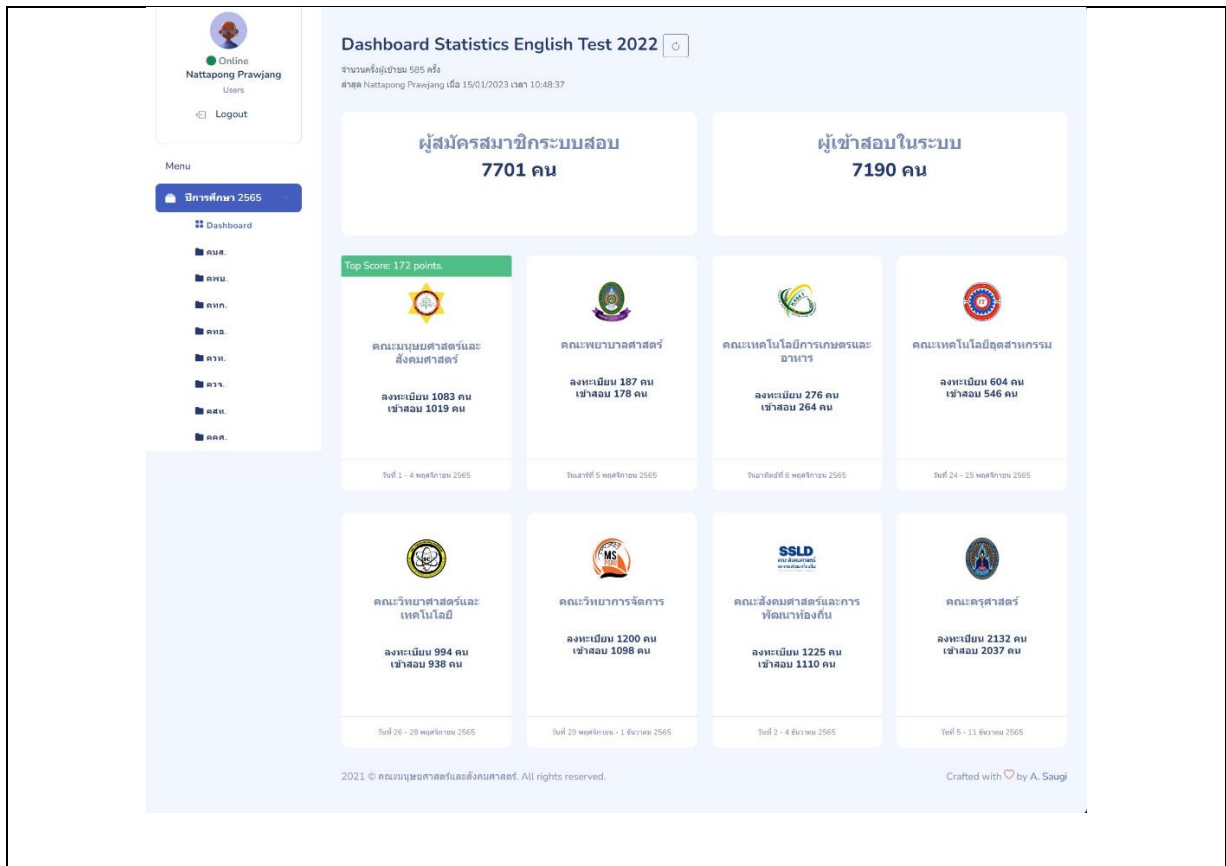 Online
Nattapong Prawjang
Users
Logout
Menu
ปีการศึกษา 2565
Dashboard
คมส.
คพบ.
คทก.
คทอ.
ควท.
ควจ.
คสท.
คคศ.
Dashboard Statistics English Test 2022
จำนวนครั้งผู้เข้าชม 585 ครั้ง
ล่าสุด Nattapong Prawjang เมื่อ 15/01/2023 เวลา 10:48:37
ผู้สมัครสมาชิกระบบสอบ
7701 คน
ผู้เข้าสอบในระบบ
7190 คน
Top Score: 172 points.
คณะมนุษยศาสตร์และ
สังคมศาสตร์
ลงทะเบียน 1083 คน
เข้าสอบ 1019 คน
วันที่ 1 - 4 พฤศจิกายน 2565
คณะพยาบาลศาสตร์
ลงทะเบียน 187 คน
เข้าสอบ 178 คน
วันเสาร์ที่ 5 พฤศจิกายน 2565
คณะเทคโนโลยีการเกษตรและ
อาหาร
ลงทะเบียน 276 คน
เข้าสอบ 264 คน
วันอาทิตย์ที่ 6 พฤศจิกายน 2565
คณะเทคโนโลยีอุตสาหกรรม
ลงทะเบียน 604 คน
เข้าสอบ 546 คน
วันที่ 24 - 25 พฤศจิกายน 2565
คณะวิทยาศาสตร์และ
เทคโนโลยี
ลงทะเบียน 994 คน
เข้าสอบ 938 คน
วันที่ 26 - 28 พฤศจิกายน 2565
MS
คณะวิทยาการจัดการ
ลงทะเบียน 1200 คน
เข้าสอบ 1098 คน
วันที่ 29 พฤศจิกายน - 1 ธันวาคม 2565
SSLD
คณะสังคมศาสตร์
และการพัฒนาท้องถิ่น
คณะสังคมศาสตร์และการ
พัฒนาท้องถิ่น
ลงทะเบียน 1225 คน
เข้าสอบ 1110 คน
วันที่ 2 - 4 ธันวาคม 2565
คณะครุศาสตร์
ลงทะเบียน 2132 คน
เข้าสอบ 2037 คน
วันที่ 5 - 11 ธันวาคม 2565
2021 © คณะมนุษยศาสตร์และสังคมศาสตร์. All rights reserved.
Crafted with by A. Saugi